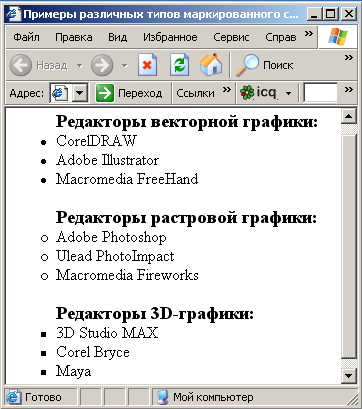 Примеры различных типов маркированного с...
Файл Правка Вид Избранное Сервис Справ »
Назад » Поиск
Адрес: Переход Ссылки » icq
Редакторы векторной графики:
CorelDRAW
Adobe Illustrator
Macromedia FreeHand
Редакторы растровой графики:
Adobe Photoshop
Ulead PhotoImpact
Macromedia Fireworks
Редакторы 3D-графики:
3D Studio MAX
Corel Bryce
Maya
Готово Мой компьютер